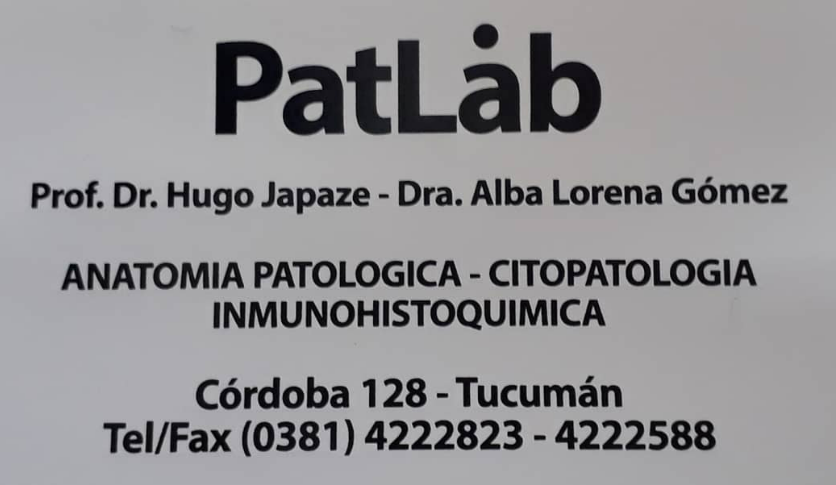 PatLab
Prof. Dr. Hugo Japaze - Dra. Alba Lorena Gómez
ANATOMIA PATOLOGICA - CITOPATOLOGIA
INMUNOHISTOQUIMICA
Córdoba 128 - Tucumán
Tel/Fax (0381) 4222823 - 4222588